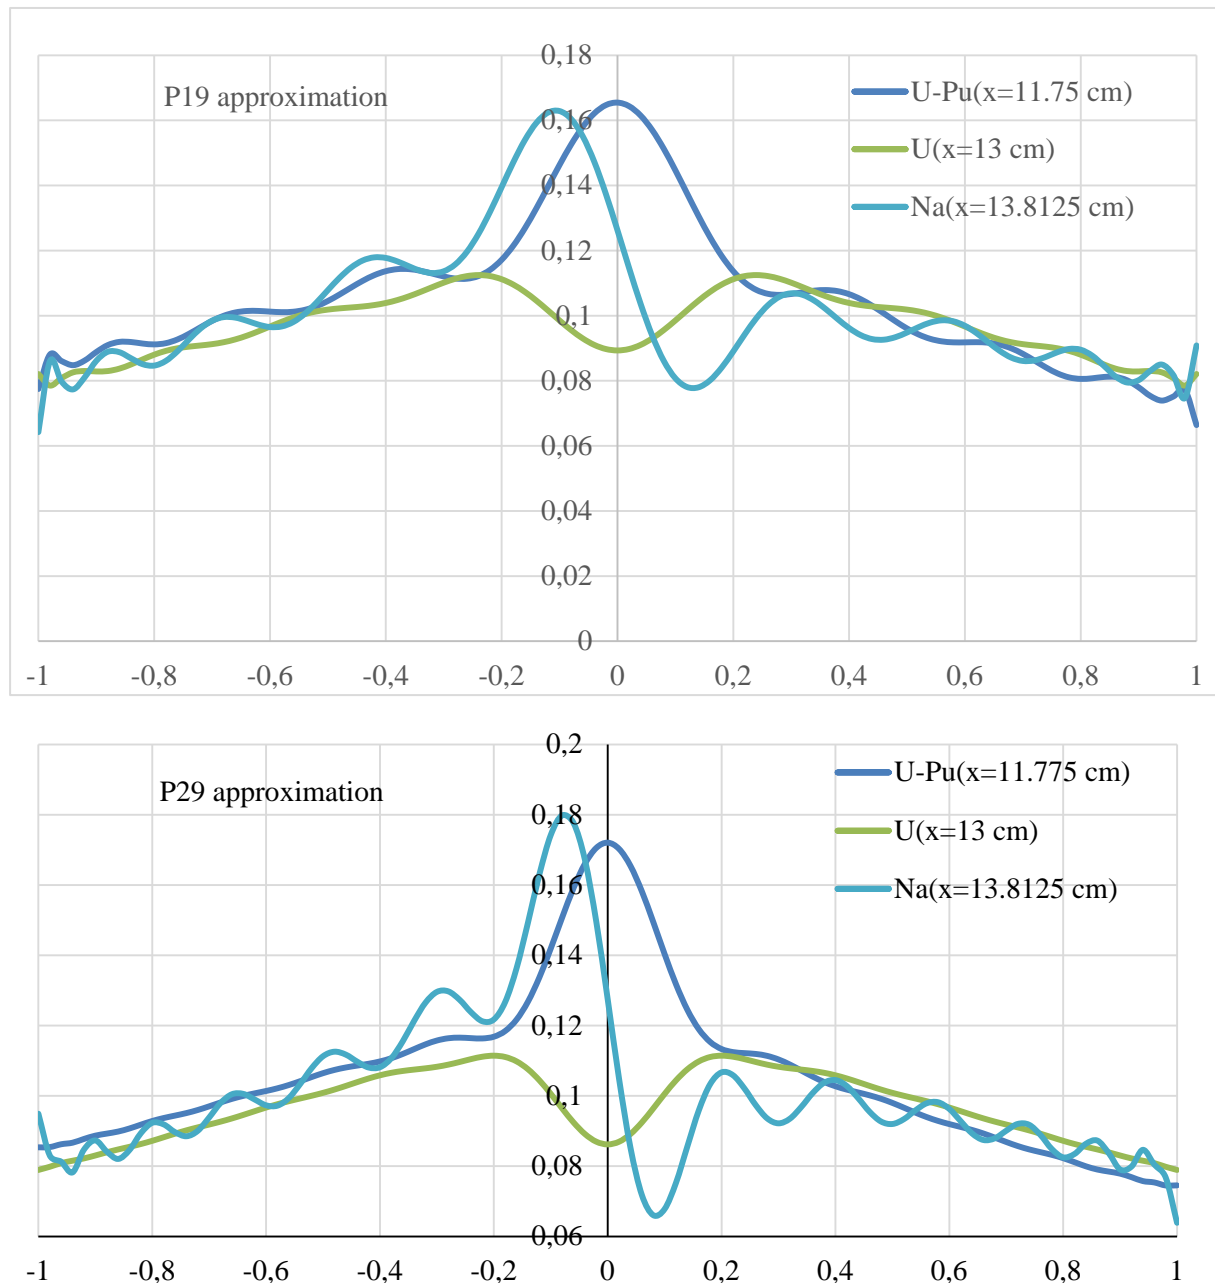 0,18
P19 approximation
U-Pu(x=11.75 cm)
0,16
U(x=13 cm)
0,14
Na(x=13.8125 cm)
0,12
0,1
0,08
0,06
0,04
0,02
0
-1 -0,8 -0,6 -0,4 -0,2 0 0,2 0,4 0,6 0,8 1
0,2
P29 approximation
U-Pu(x=11.775 cm)
0,18
U(x=13 cm)
0,16
Na(x=13.8125 cm)
0,14
0,12
0,1
0,08
0,06
-1 -0,8 -0,6 -0,4 -0,2 0 0,2 0,4 0,6 0,8 1